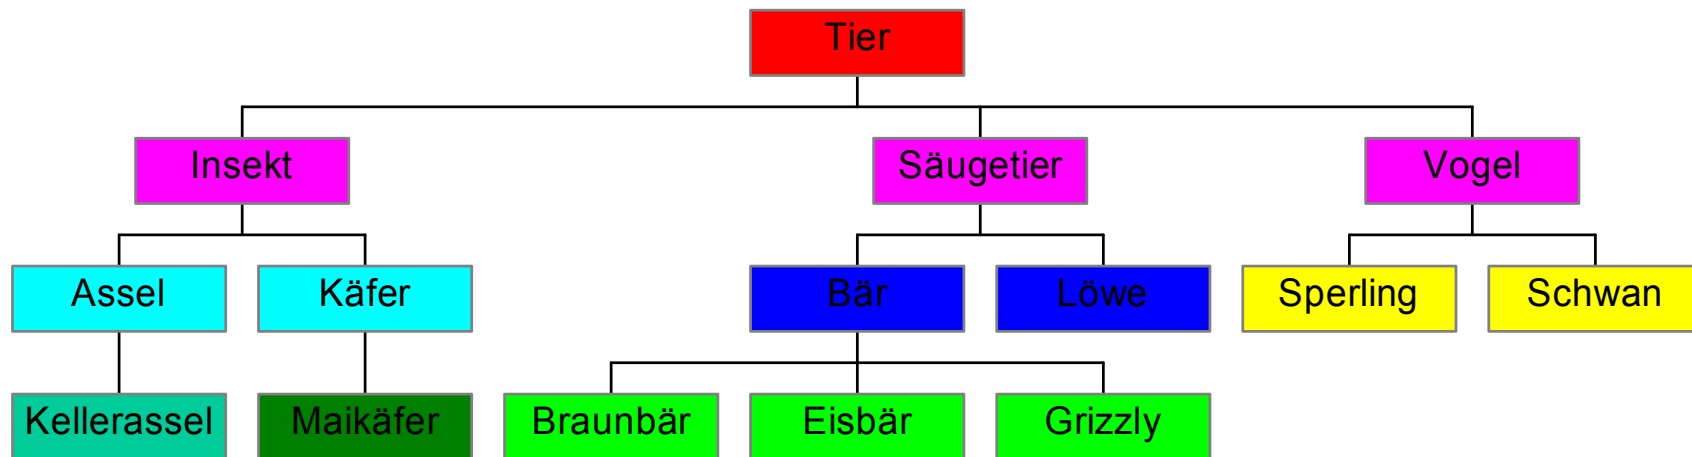 Tier
Insekt
Säugetier
Vogel
Assel
Käfer
Bär
Löwe
Sperling
Schwan
Kellerassel
Maikäfer
Braunbär
Eisbär
Grizzly